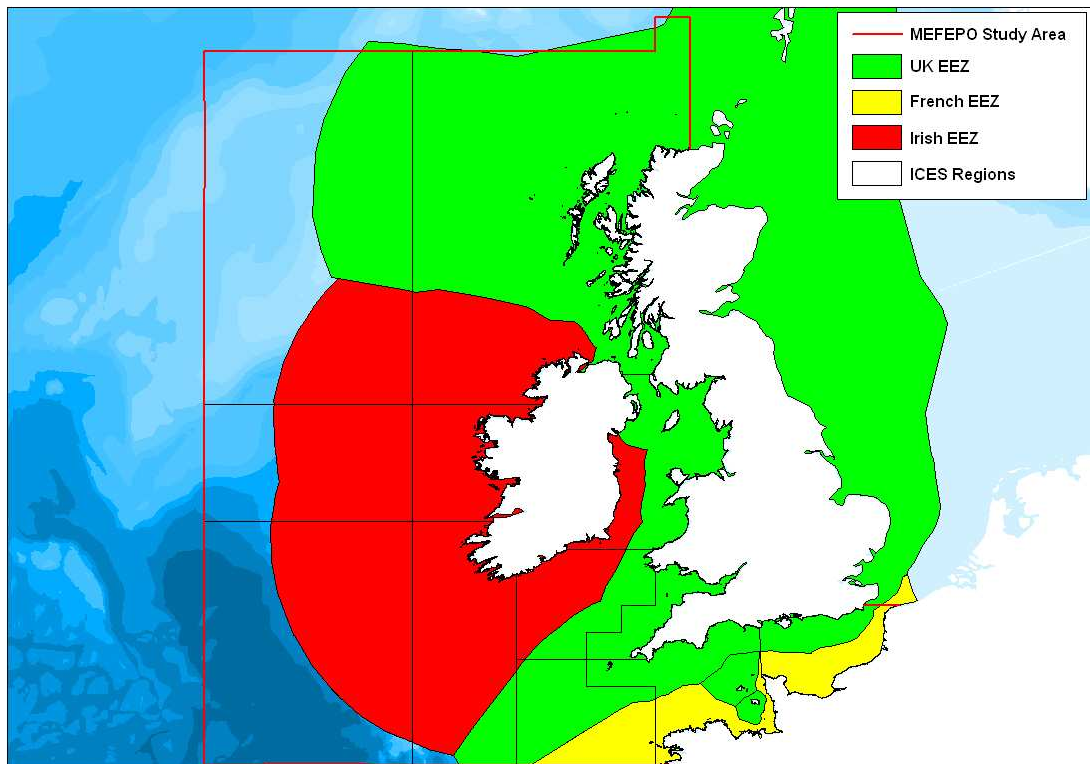 MEFEPO Study Area
UK EEZ
French EEZ
Irish EEZ
ICES Regions